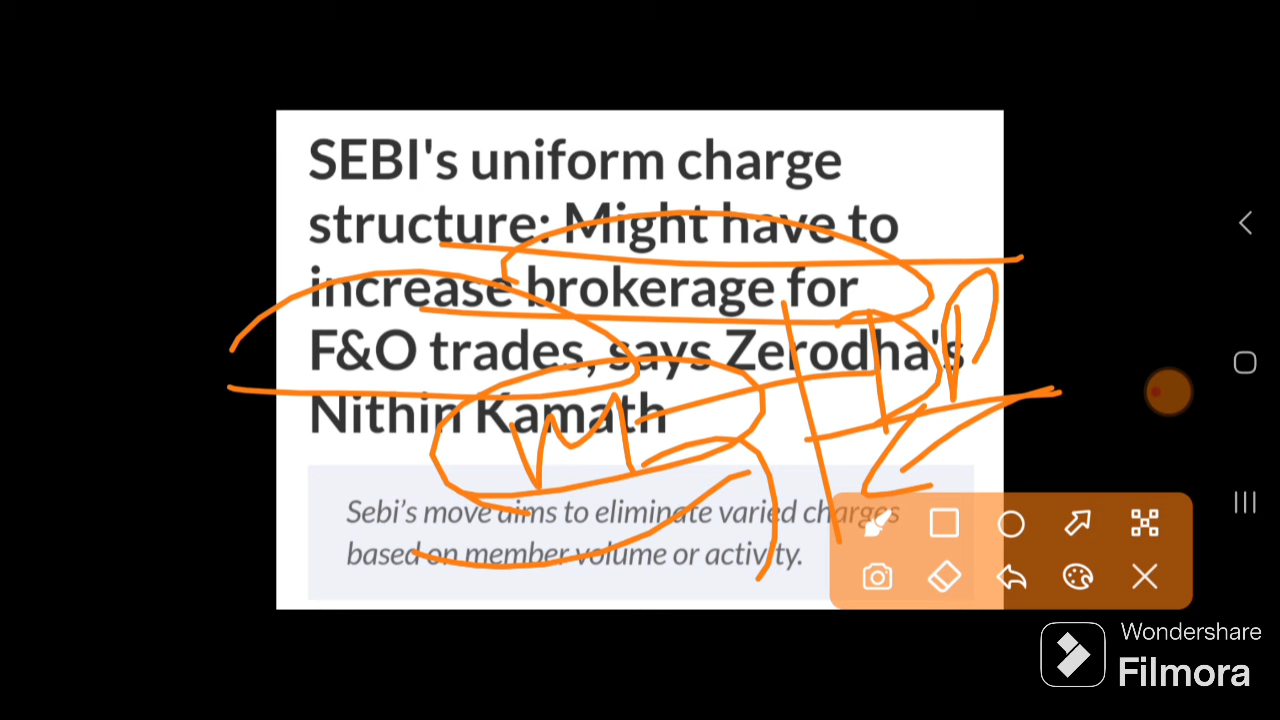 SEBI's uniform charge
structure: Might have to
increase brokerage for
F&O trades, says Zerodha's
Nithin Kamath
Sebi's move aims to eliminate varied charges
based on member volume or activity.
Wondershare
Filmora